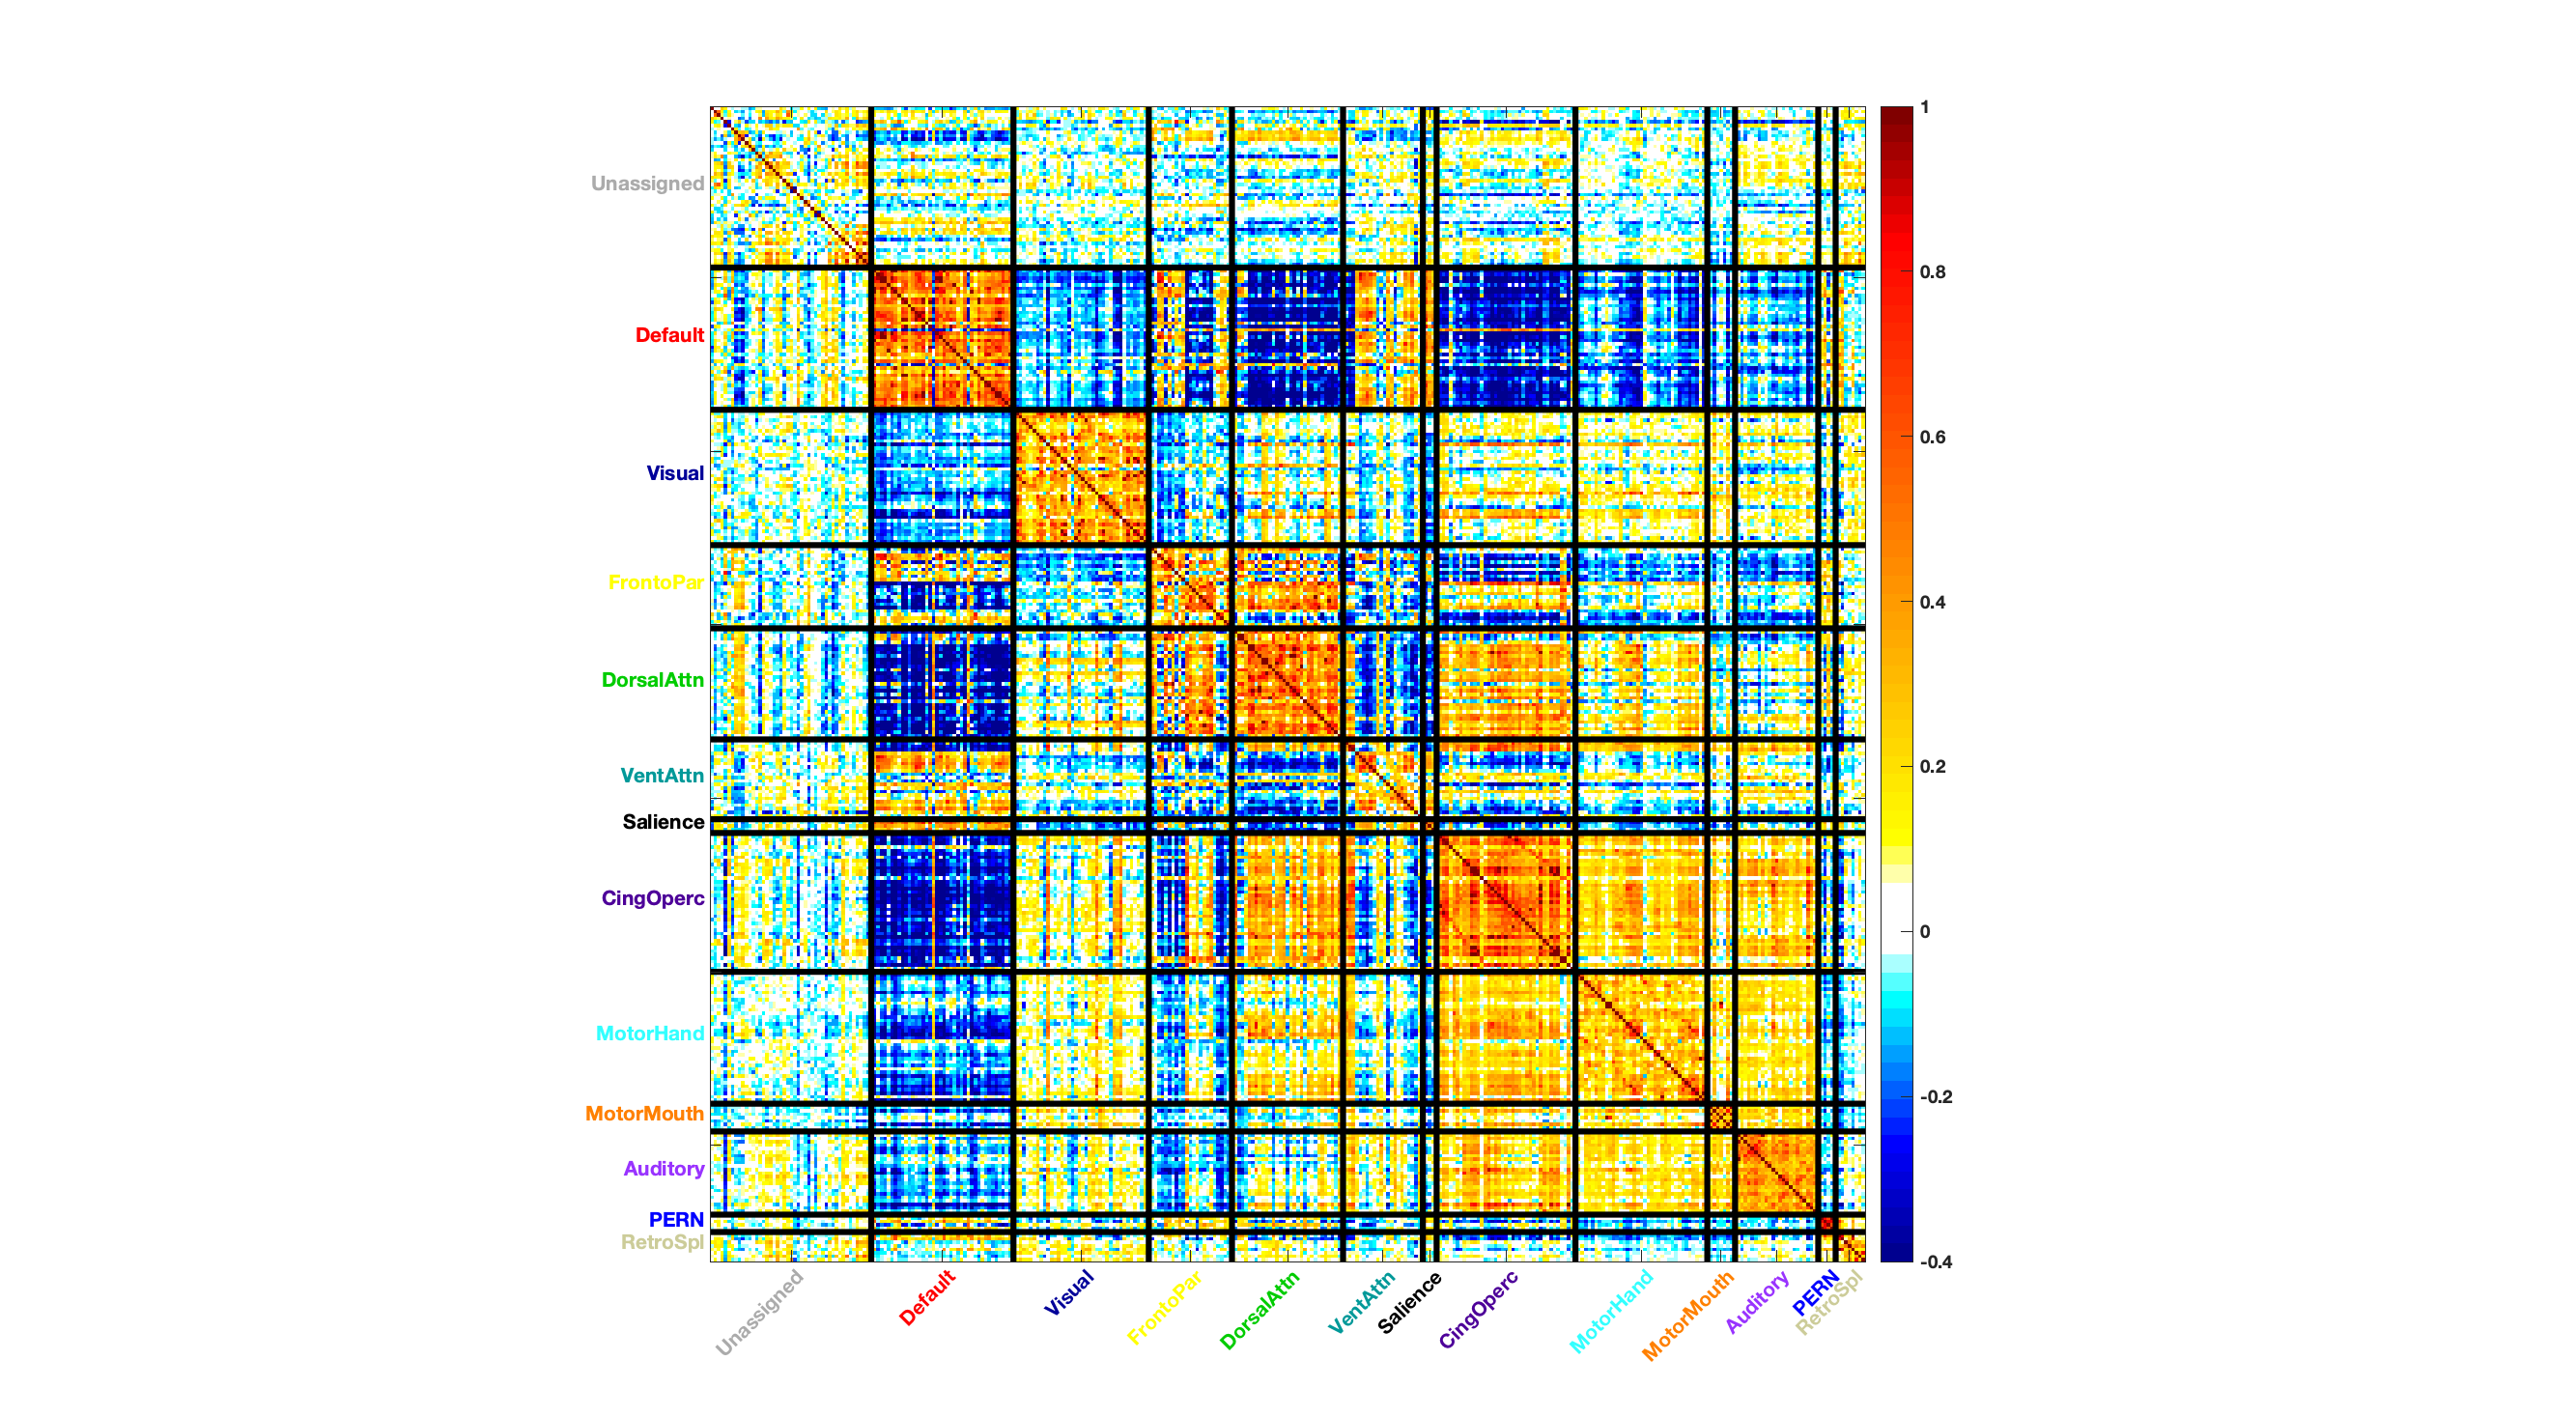 Unassigned
Default
Visual
FrontoPar
DorsalAttn
VentAttn
Salience
CingOperc
MotorHand
MotorMouth
Auditory
PERN
RetroSpl
Unassigned
Default
Visual
FrontoPar
DorsalAttn
VentAttn
Salience
CingOperc
MotorHand
MotorMouth
Auditory
PERN
RetroSpl
1
0.8
0.6
0.4
0.2
0
-0.2
-0.4